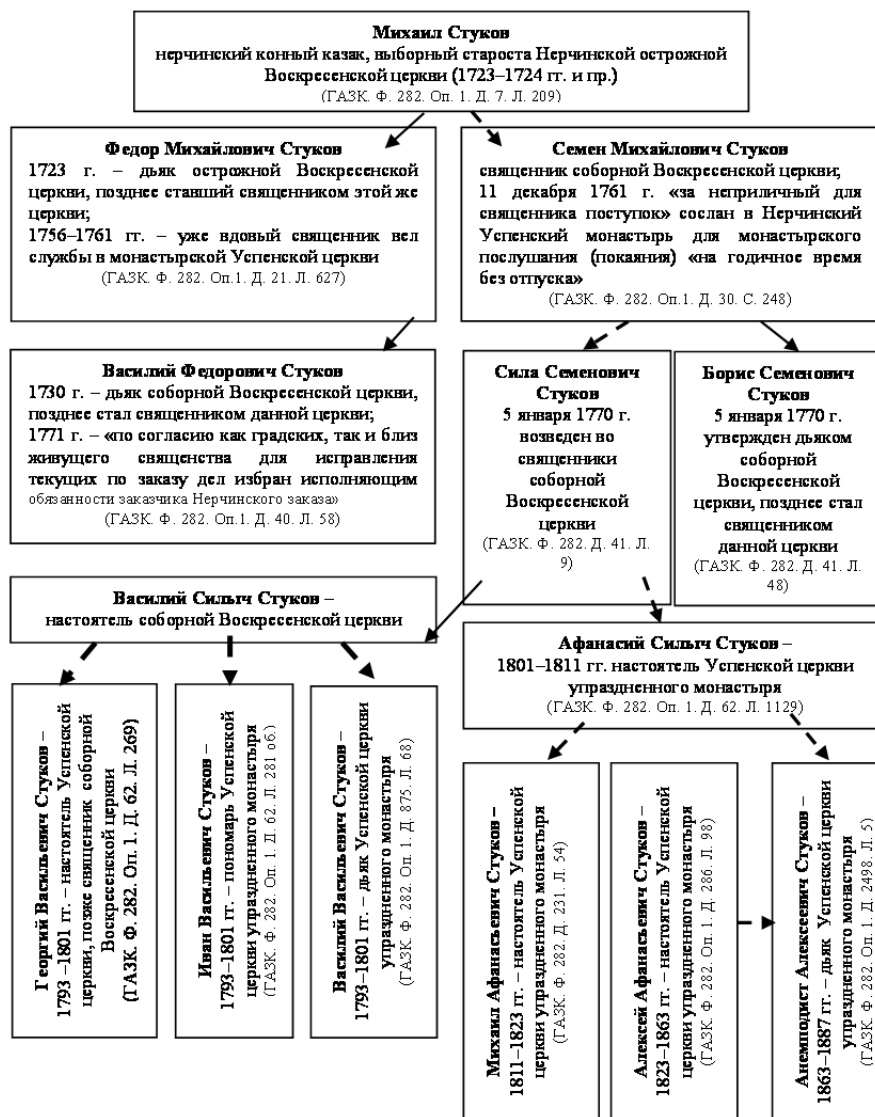 Михаил Стуков
нерчинский конный казак, выборный староста Нерчинской острожной
Воскресенской церкви (1723–1724 гг. и пр.)
(ГАЗК. Ф. 282. Оп. 1. Д. 7. Л. 209)
Федор Михайлович Стуков
1723 г. – дьяк острожной Воскресенской
церкви, позднее ставший священником этой же
церкви;
1756–1761 гг. – уже вдовый священник вел
службы в монастырской Успенской церкви
(ГАЗК. Ф. 282. Оп.1. Д. 21. Л. 627)
Семен Михайлович Стуков
священник соборной Воскресенской церкви;
11 декабря 1761 г. «за неприличный для
священника поступок» сослан в Нерчинский
Успенский монастырь для монастырского
послушания (покаяния) «на годичное время
без отпуска»
(ГАЗК. Ф. 282. Оп.1. Д. 30. С. 248)
Василий Федорович Стуков
1730 г. – дьяк соборной Воскресенской церкви,
позднее стал священником данной церкви;
1771 г. – «по согласию как градских, так и близ
живущего священства для исправления
текущих по заказу дел избран исполняющим
обязанности заказчика Нерчинского заказа»
(ГАЗК. Ф. 282. Оп.1. Д. 40. Л. 58)
Сила Семенович
Стуков
5 января 1770 г.
возведен во
священники
соборной
Воскресенской
церкви
(ГАЗК. Ф. 282. Д. 41. Л.
9)
Борис Семенович
Стуков
5 января 1770 г.
утвержден дьяком
соборной
Воскресенской
церкви, позднее стал
священником
данной церкви
(ГАЗК. Ф. 282. Д. 41. Л.
48)
Василий Силыч Стуков –
настоятель соборной Воскресенской церкви
Афанасий Силыч Стуков –
1801–1811 гг. настоятель Успенской церкви
упраздненного монастыря
(ГАЗК. Ф. 282. Оп. 1. Д. 62. Л. 1129)
Георгий Васильевич Стуков –
1793 –1801 гг. – настоятель Успенской
церкви, позже священник соборной
Воскресенской церкви
(ГАЗК. Ф. 282. Оп. 1. Д. 62. Л. 269)
Иван Васильевич Стуков –
1793–1801 гг. – пономарь Успенской
церкви упраздненного монастыря
(ГАЗК. Ф. 282. Оп. 1. Д. 62. Л. 281 об.)
Василий Васильевич Стуков –
1793–1801 гг. – дьяк Успенской церкви
упраздненного монастыря
(ГАЗК. Ф. 282. Оп. 1. Д. 875. Л. 68)
Михаил Афанасьевич Стуков –
1811–1823 гг. – настоятель Успенской
церкви упраздненного монастыря
(ГАЗК. Ф. 282. Д. 231. Л. 54)
Алексей Афанасьевич Стуков –
1823–1863 гг. – настоятель Успенской
церкви упраздненного монастыря
(ГАЗК. Ф. 282. Оп. 1. Д. 286. Л. 98)
Анемподист Алексеевич Стуков –
1863–1887 гг. – дьяк Успенской церкви
упраздненного монастыря
(ГАЗК. Ф. 282. Оп. 1. Д. 2498. Л. 5)